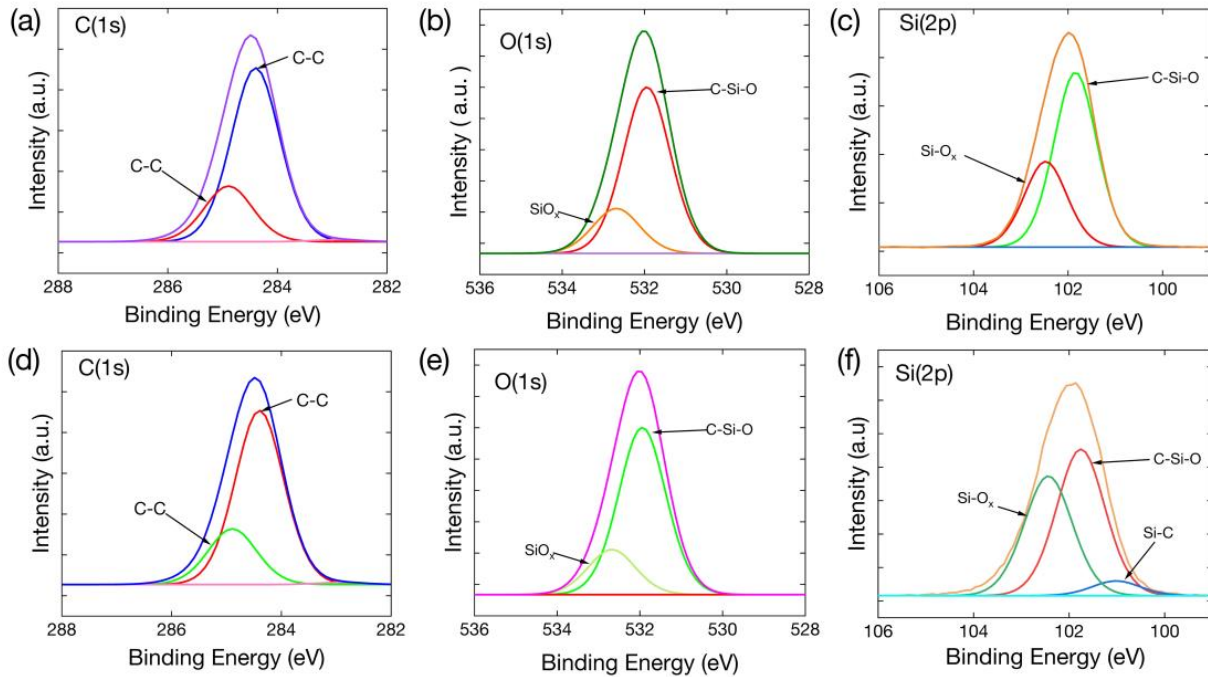 (a)
C(1s)
C-C
C-C
Intensity (a.u.)
288
286
284
282
Binding Energy (eV)
(b)
O(1s)
C-Si-O
SiOx
Intensity ( a.u.)
536
534
532
530
528
Binding Energy (eV)
(c)
Si(2p)
C-Si-O
Si-Ox
Intensity (a.u.)
106
104
102
100
Binding Energy (eV)
(d)
C(1s)
C-C
C-C
Intensity (a.u.)
288
286
284
282
Binding Energy (eV)
(e)
O(1s)
C-Si-O
SiOx
Intensity (a.u.)
536
534
532
530
528
Binding Energy (eV)
(f)
Si(2p)
C-Si-O
Si-Ox
Si-C
Intensity (a.u)
106
104
102
100
Binding Energy (eV)